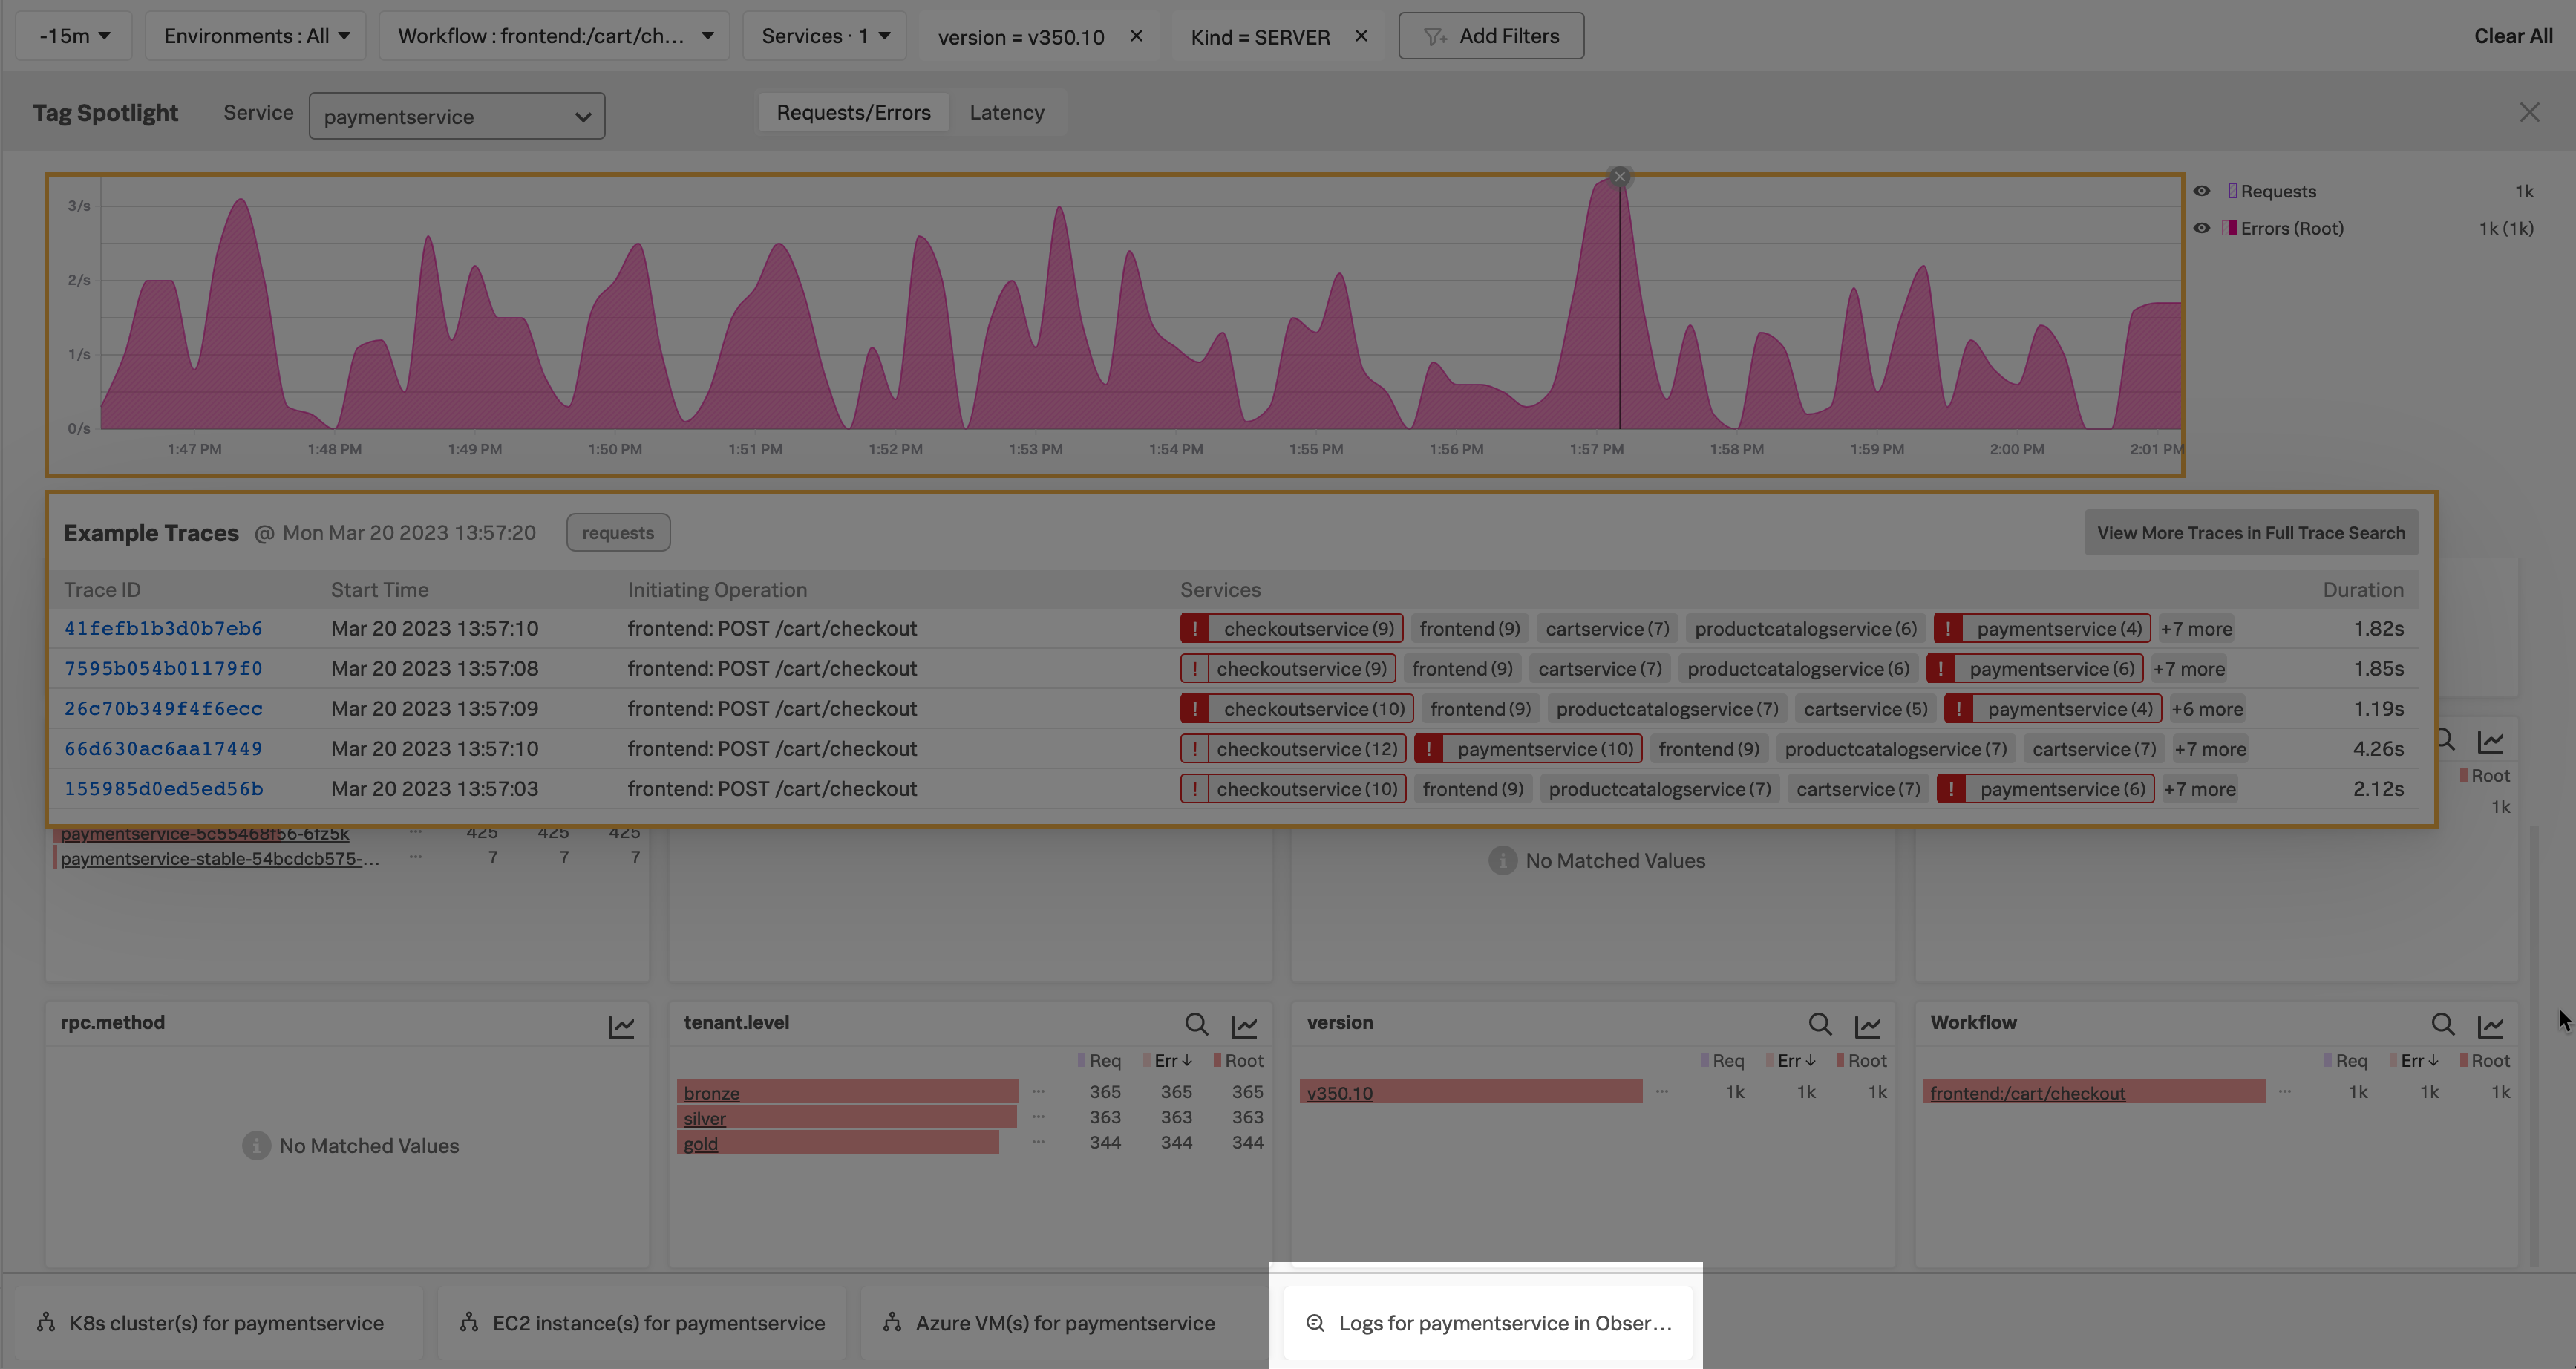 -15m
Environments : All
Workflow : frontend:/cart/ch...
Services · 1
version = v350.10
Kind = SERVER
Add Filters
Clear All
Tag Spotlight
Service
paymentservice
Requests/Errors
Latency
3/s
2/s
1/s
0/s
1:47 PM 1:48 PM 1:49 PM 1:50 PM 1:51 PM 1:52 PM 1:53 PM 1:54 PM 1:55 PM 1:56 PM 1:57 PM 1:58 PM 1:59 PM 2:00 PM 2:01 PM
Requests 1k
Errors (Root) 1k (1k)
Example Traces @ Mon Mar 20 2023 13:57:20 requests
View More Traces in Full Trace Search
Trace ID Start Time Initiating Operation Services Duration
41fefb1b3d0b7eb6 Mar 20 2023 13:57:10 frontend: POST /cart/checkout ! checkoutservice (9) frontend (9) cartservice (7) productcatalogservice (6) ! paymentservice (4) +7 more 1.82s
7595b054b01179f0 Mar 20 2023 13:57:08 frontend: POST /cart/checkout ! checkoutservice (9) frontend (9) cartservice (7) productcatalogservice (6) ! paymentservice (6) +7 more 1.85s
26c70b349f4f6ecc Mar 20 2023 13:57:09 frontend: POST /cart/checkout ! checkoutservice (10) frontend (9) productcatalogservice (7) cartservice (5) ! paymentservice (4) +6 more 1.19s
66d630ac6aa17449 Mar 20 2023 13:57:10 frontend: POST /cart/checkout ! checkoutservice (12) ! paymentservice (10) frontend (9) productcatalogservice (7) cartservice (7) +7 more 4.26s
155985d0ed5ed56b Mar 20 2023 13:57:03 frontend: POST /cart/checkout ! checkoutservice (10) frontend (9) productcatalogservice (7) cartservice (7) ! paymentservice (6) +7 more 2.12s
Root
1k
paymentservice-5c55468f56-6fz5k ... 425 425 425
paymentservice-stable-54bcdcb575-... ... 7 7 7
No Matched Values
rpc.method
No Matched Values
tenant.level
Req Err↓ Root
bronze ... 365 365 365
silver ... 363 363 363
gold ... 344 344 344
version
Req Err↓ Root
v350.10 ... 1k 1k 1k
Workflow
Req Err↓ Root
frontend:/cart/checkout ... 1k 1k 1k
K8s cluster(s) for paymentservice
EC2 instance(s) for paymentservice
Azure VM(s) for paymentservice
Logs for paymentservice in Obser...